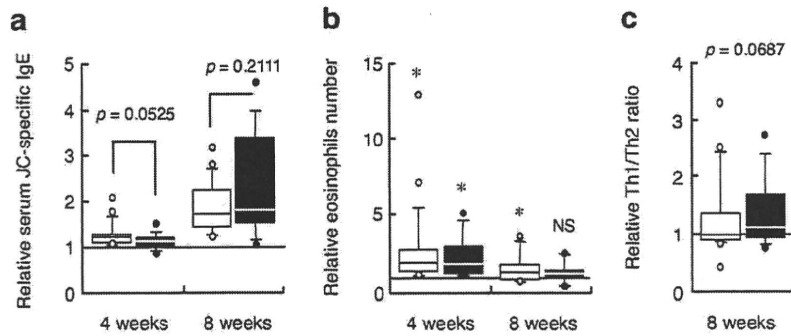 a
b
c
Relative serum JC-specific IgE
5
4
3
2
1
0
p = 0.0525
p = 0.2111
4 weeks 8 weeks
Relative eosinophils number
15
10
5
0
*
*
*
NS
4 weeks 8 weeks
Relative Th1/Th2 ratio
p = 0.0687
4
3
2
1
0
8 weeks